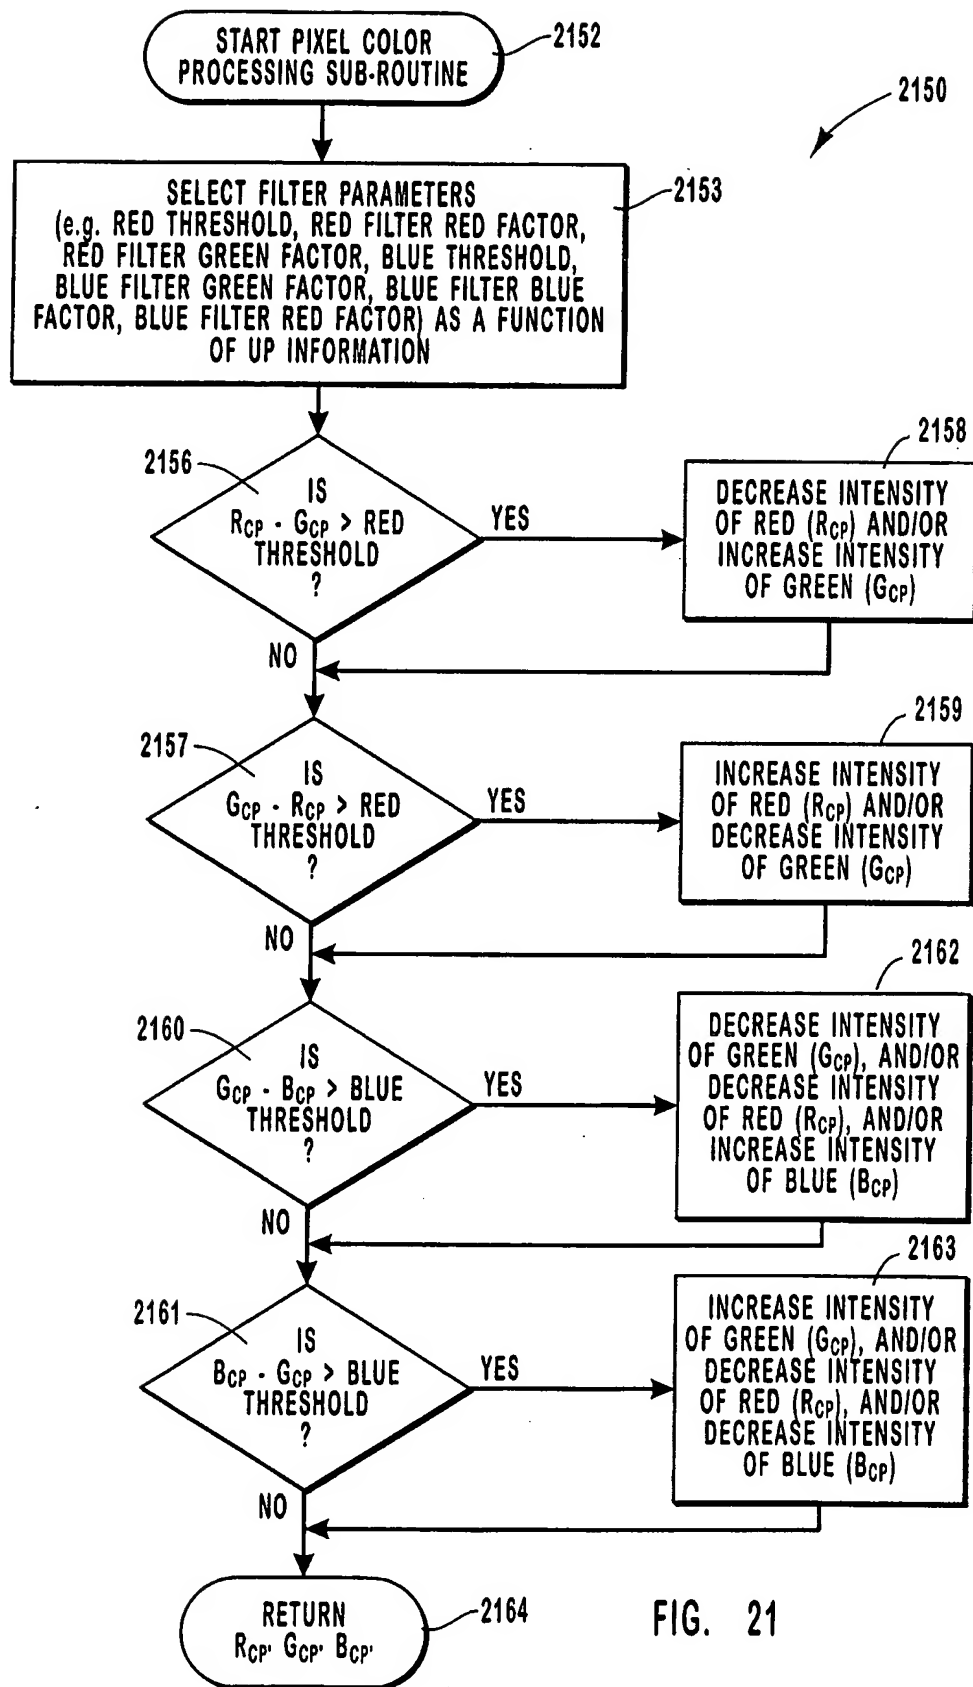 START PIXEL COLOR
PROCESSING SUB-ROUTINE
2152
2150
SELECT FILTER PARAMETERS
(e.g. RED THRESHOLD, RED FILTER RED FACTOR,
RED FILTER GREEN FACTOR, BLUE THRESHOLD,
BLUE FILTER GREEN FACTOR, BLUE FILTER BLUE
FACTOR, BLUE FILTER RED FACTOR) AS A FUNCTION
OF UP INFORMATION
2153
2156
IS
RCP - GCP > RED
THRESHOLD
?
YES
NO
2158
DECREASE INTENSITY
OF RED (RCP) AND/OR
INCREASE INTENSITY
OF GREEN (GCP)
2157
IS
GCP - RCP > RED
THRESHOLD
?
YES
NO
2159
INCREASE INTENSITY
OF RED (RCP) AND/OR
DECREASE INTENSITY
OF GREEN (GCP)
2160
IS
GCP - BCP > BLUE
THRESHOLD
?
YES
NO
2162
DECREASE INTENSITY
OF GREEN (GCP), AND/OR
DECREASE INTENSITY
OF RED (RCP), AND/OR
INCREASE INTENSITY
OF BLUE (BCP)
2161
IS
BCP - GCP > BLUE
THRESHOLD
?
YES
NO
2163
INCREASE INTENSITY
OF GREEN (GCP), AND/OR
DECREASE INTENSITY
OF RED (RCP), AND/OR
DECREASE INTENSITY
OF BLUE (BCP)
RETURN
RCP' GCP' BCP'
2164
FIG. 21